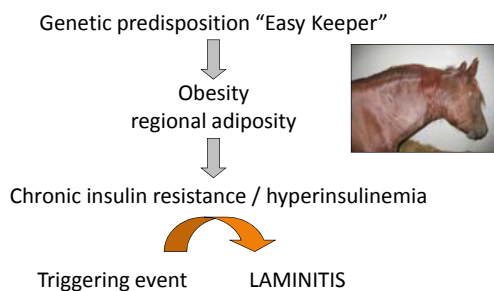 Genetic predisposition “Easy Keeper”
Obesity
regional adiposity
Chronic insulin resistance / hyperinsulinemia
Triggering event LAMINITIS